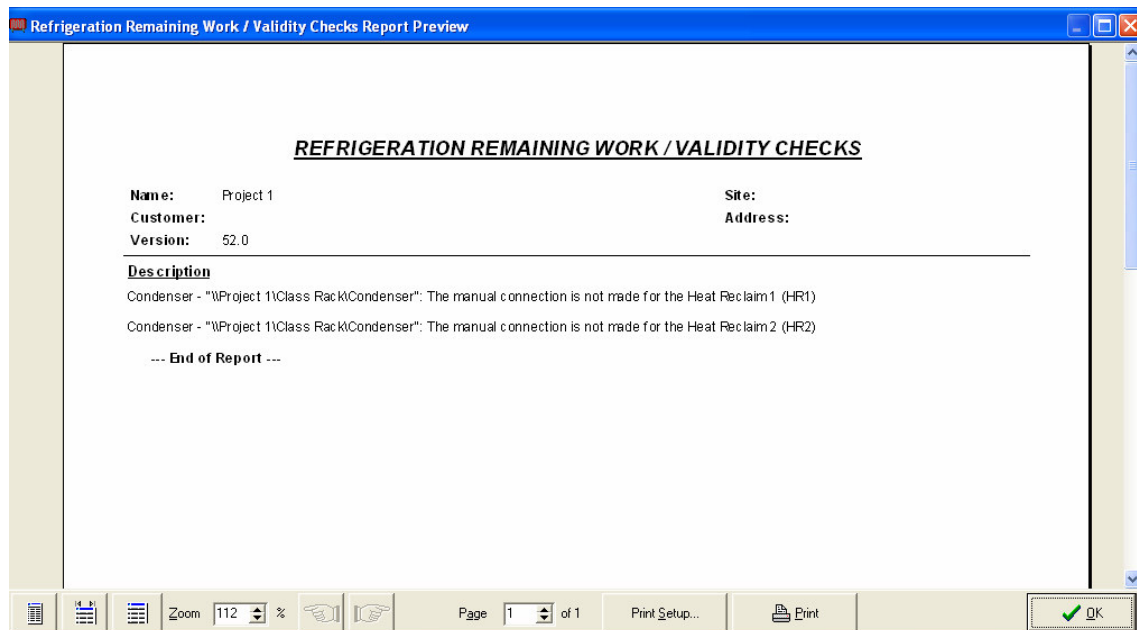 Refrigeration Remaining Work / Validity Checks Report Preview
REFRIGERATION REMAINING WORK / VALIDITY CHECKS
Name: Project 1 Site:
Customer: Address:
Version: 52.0
Description
Condenser - "\\Project 1\Class Rack\Condenser": The manual connection is not made for the Heat Reclaim 1 (HR1)
Condenser - "\\Project 1\Class Rack\Condenser": The manual connection is not made for the Heat Reclaim 2 (HR2)
--- End of Report ---
Zoom 112 % Page 1 of 1 Print Setup... Print OK